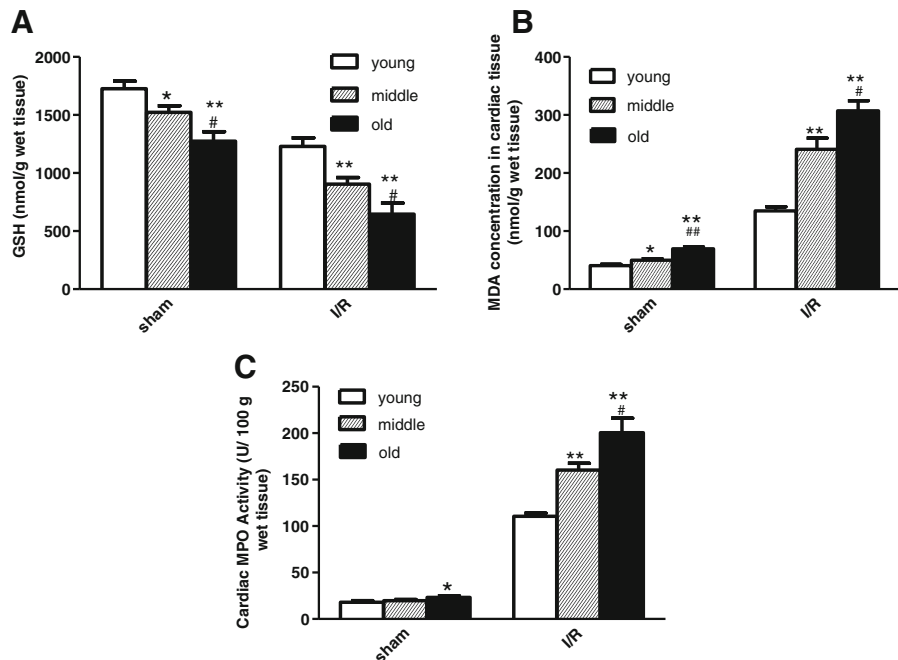 A
GSH (nmol/g wet tissue)
2000
1500
1000
500
0
young
middle
old
*
**
#
**
**
#
sham
I/R
B
MDA concentration in cardiac tissue
(nmol/g wet tissue)
400
300
200
100
0
young
middle
old
*
**
##
**
**
#
sham
I/R
C
Cardiac MPO Activity (U/ 100 g
wet tissue)
250
200
150
100
50
0
young
middle
old
*
**
**
#
sham
I/R